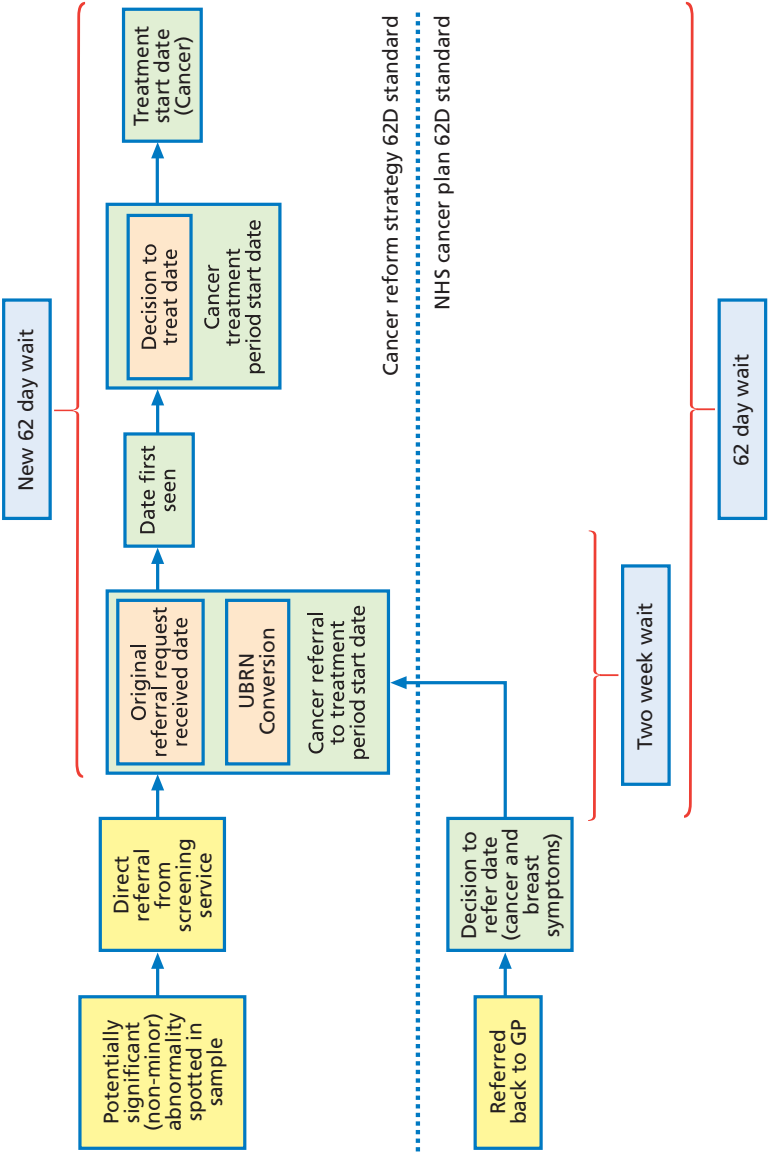 New 62 day wait
Potentially
significant
(non-minor)
abnormality
spotted in
sample
Direct
referral
from
screening
service
Original
referral request
received date
UBRN
Conversion
Cancer referral
to treatment
period start date
Date first
seen
Decision to
treat date
Cancer
treatment
period start date
Treatment
start date
(Cancer)
Cancer reform strategy 62D standard
NHS cancer plan 62D standard
Referred
back to GP
Decision to
refer date
(cancer and
breast
symptoms)
Two week wait
62 day wait